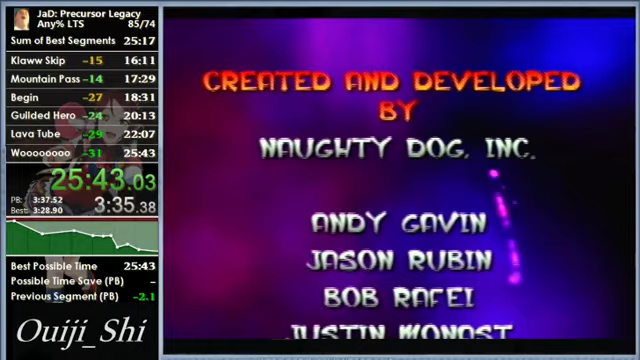 JaD: Precursor Legacy
Any% LTS 85/74
Sum of Best Segments 25:17
Klaww Skip -15 16:11
Mountain Pass -14 17:29
Begin -27 18:31
Guilded Hero -24 20:13
Lava Tube -29 22:07
Woooooooo -31 25:43
25:43.03
PB: 3:37.52
Best: 3:28.90
3:35.38
Best Possible Time 25:43
Possible Time Save (PB) -
Previous Segment (PB) -2.1
Ouiji_Shi
CREATED AND DEVELOPED
BY
NAUGHTY DOG, INC.
ANDY GAVIN
JASON RUBIN
BOB RAFEI
JUSTIN MONAST